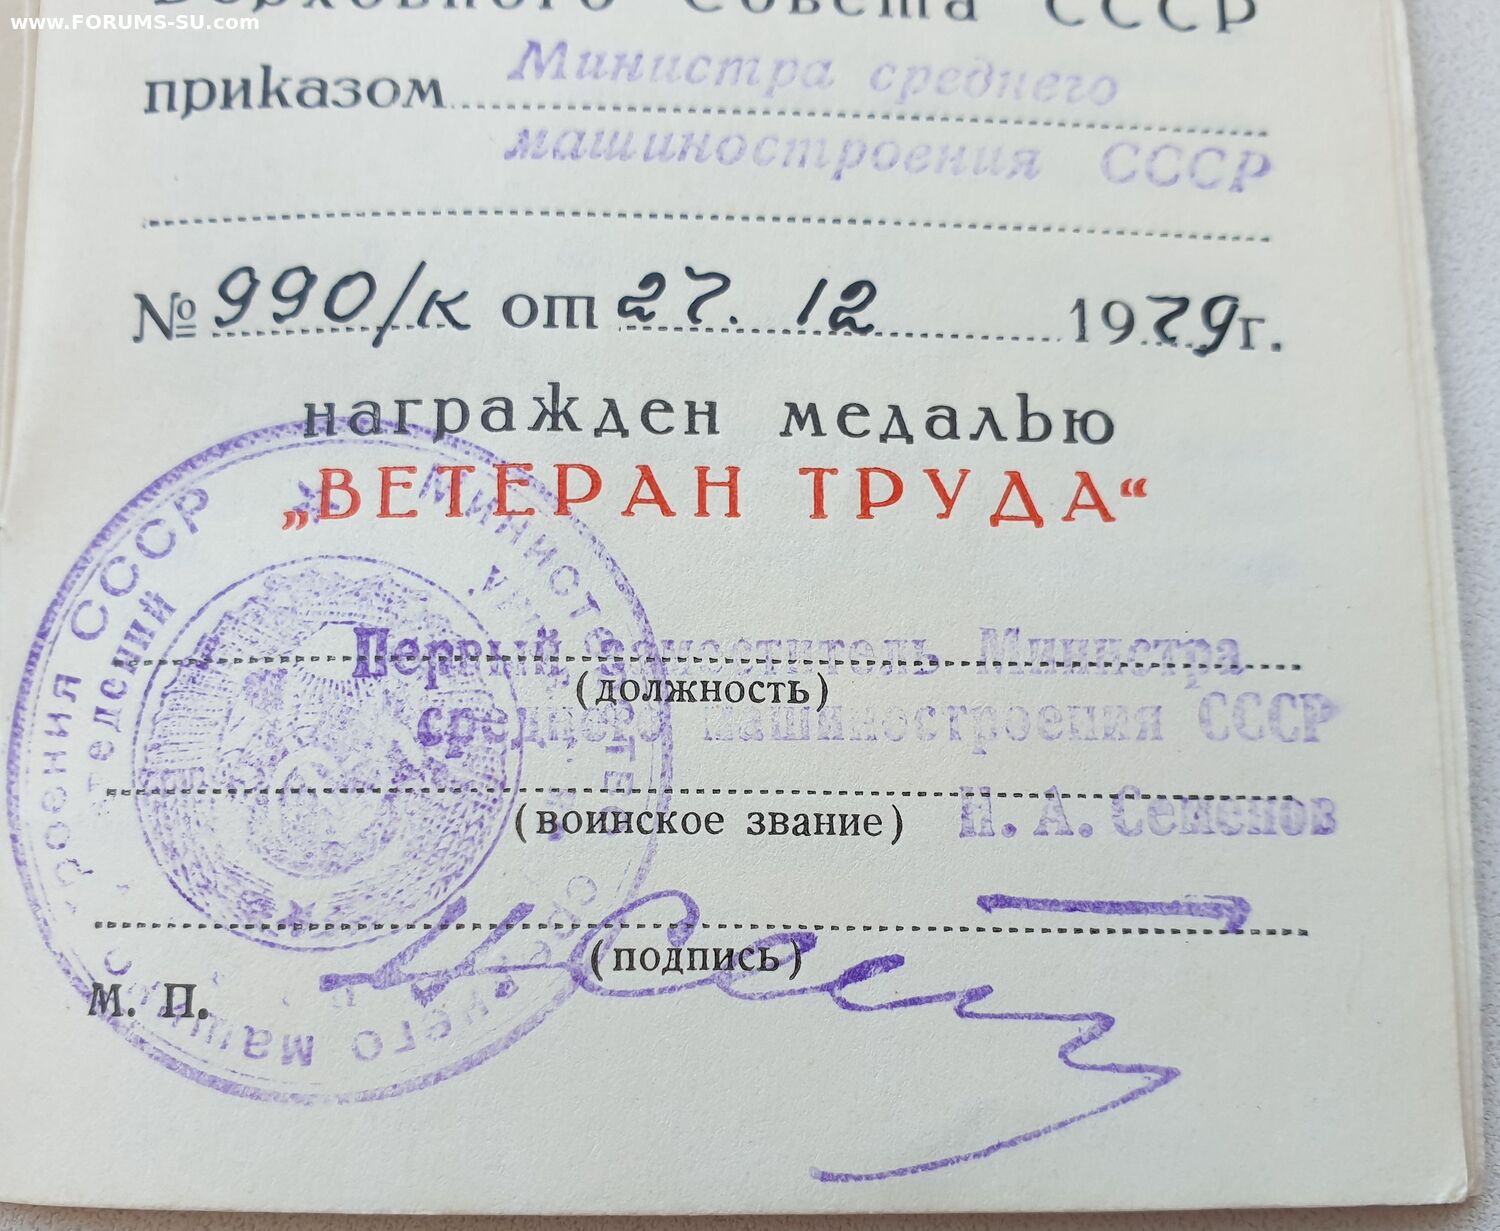 www.FORUMS-SU.com
Верховного Совета СССР
приказом Министра среднего
машиностроения СССР
№ 990/к от 27. 12 1979г.
награжден медалью
„ВЕТЕРАН ТРУДА“
Первый заместитель Министра
(должность)
среднего машиностроения СССР
(воинское звание) Н. А. Семенов
(подпись)
М. П.